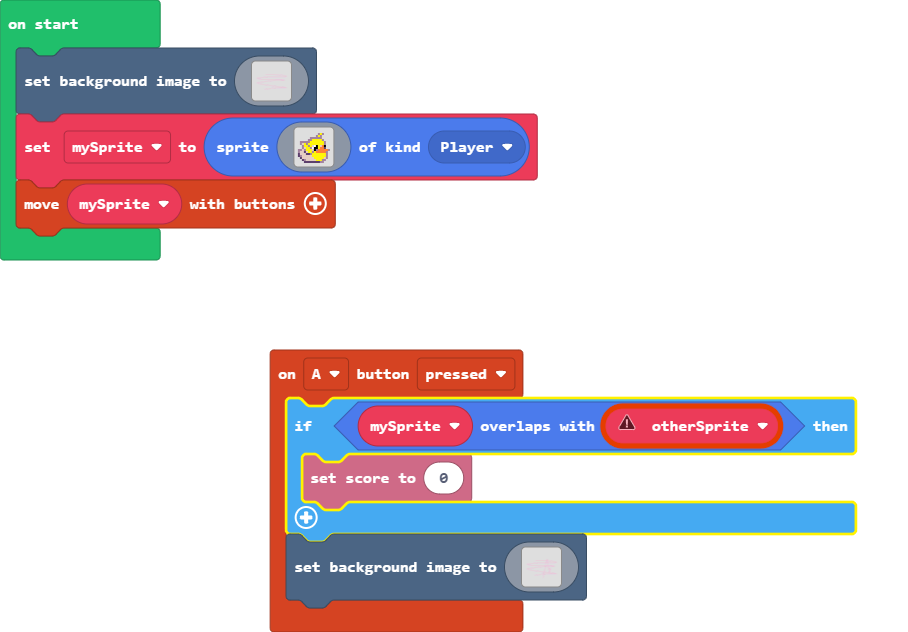 on start
set background image to
set mySprite to sprite of kind Player
move mySprite with buttons
on A button pressed
if mySprite overlaps with otherSprite then
set score to 0
set background image to